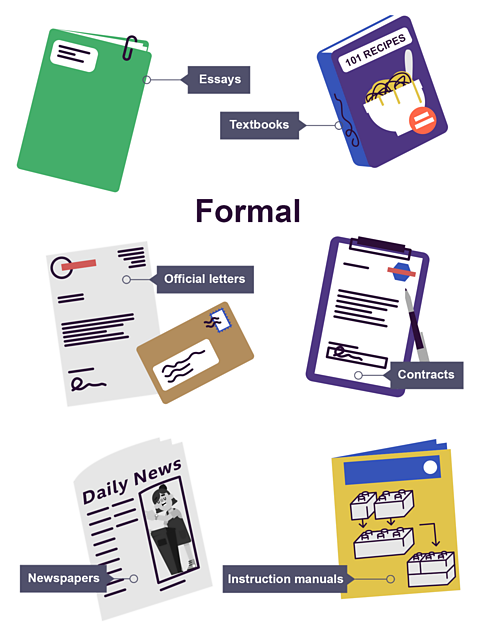 Essays
101 RECIPES
Textbooks
Formal
Official letters
Contracts
Daily News
Newspapers
Instruction manuals